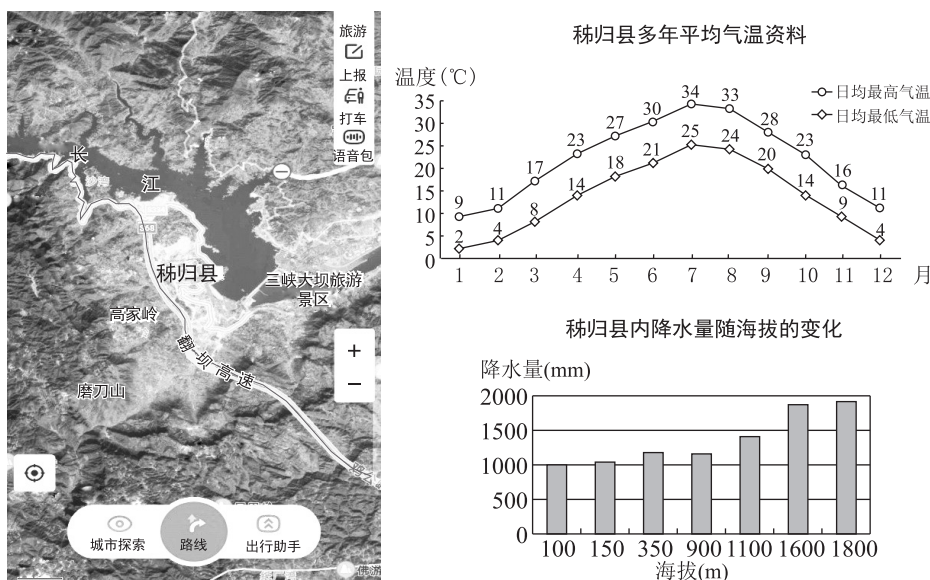 旅游
上报
打车
语音包
长
江
沙湾
S68
秭归县
三峡大坝旅游
景区
高家岭
翻坝高速
磨刀山
+
−
城市探索
路线
出行助手
秭归县多年平均气温资料
温度(℃)
日均最高气温
日均最低气温
35
30
25
20
15
10
5
0
9 11 17 23 27 30 34 33 28 23 16 11
2 4 8 14 18 21 25 24 20 14 9 4
1 2 3 4 5 6 7 8 9 10 11 12 月
秭归县内降水量随海拔的变化
降水量(mm)
2000
1500
1000
500
0
100 150 350 900 1100 1600 1800
海拔(m)